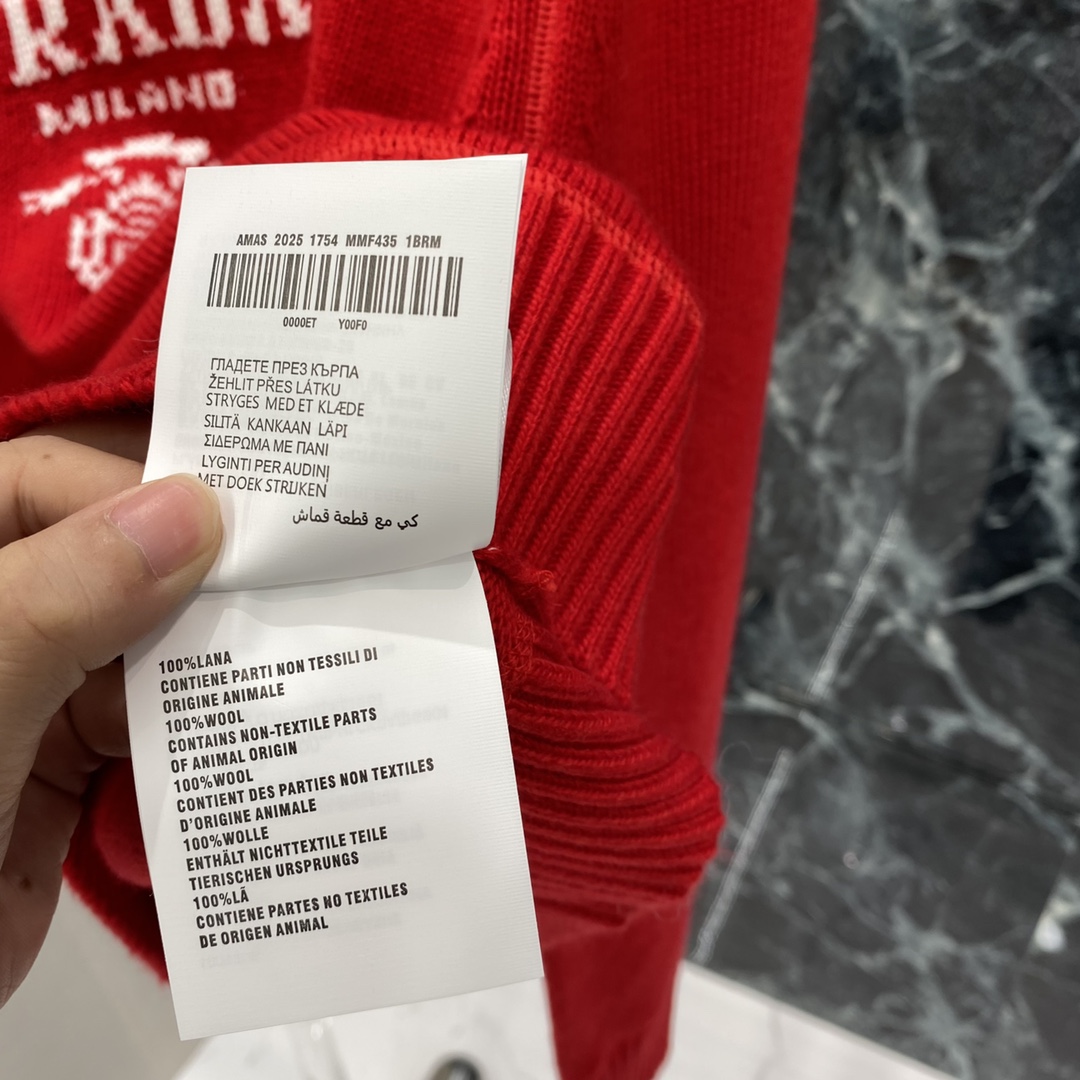 RADA
MILANO
AMAS 2025 1754 MMF435 1BRM
0000ET Y00F0
ГЛАДЕТЕ ПРЕЗ КЪРПА
ŽEHLIT PŘES LÁTKU
STRYGES MED ET KLÆDE
SILITÄ KANKAAN LÄPI
ΣΙΔΕΡΩΜΑ ΜΕ ΠΑΝΙ
LYGINTI PER AUDINĮ
MET DOEK STRIJKEN
كي مع قطعة قماش
100%LANA
CONTIENE PARTI NON TESSILI DI
ORIGINE ANIMALE
100%WOOL
CONTAINS NON-TEXTILE PARTS
OF ANIMAL ORIGIN
100%WOOL
CONTIENT DES PARTIES NON TEXTILES
D'ORIGINE ANIMALE
100%WOLLE
ENTHÄLT NICHTTEXTILE TEILE
TIERISCHEN URSPRUNGS
100%LÃ
CONTIENE PARTES NO TEXTILES
DE ORIGEN ANIMAL